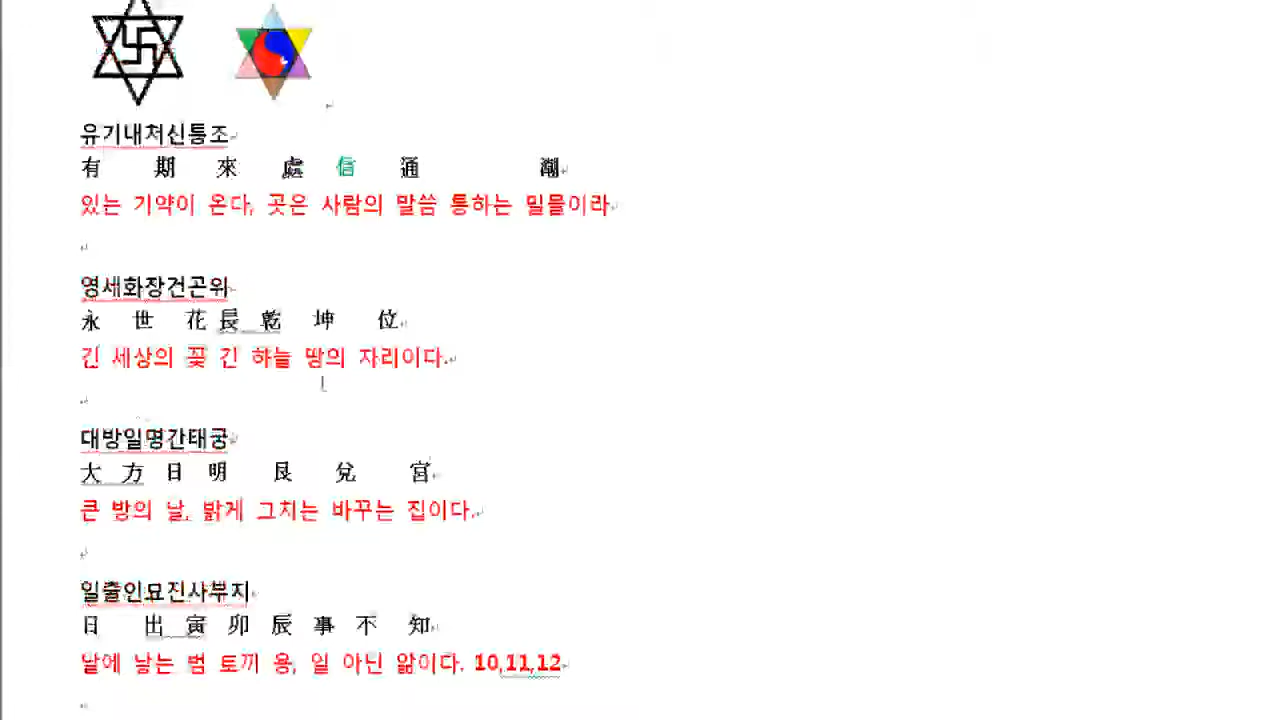 유기내처신통조
有 期 來 處 信 通 潮
있는 기약이 온다, 곳은 사람의 말씀 통하는 밀물이라
영세화장건곤위
永 世 花 長 乾 坤 位
긴 세상의 꽃 긴 하늘 땅의 자리이다.
대방일명간태궁
大 方 日 明 艮 兌 宮
큰 방의 날, 밝게 그치는 바꾸는 집이다.
일출인묘진사부지
日 出 寅 卯 辰 事 不 知
날에 낳는 범 토끼 용, 일 아닌 앎이다. 10,11,12